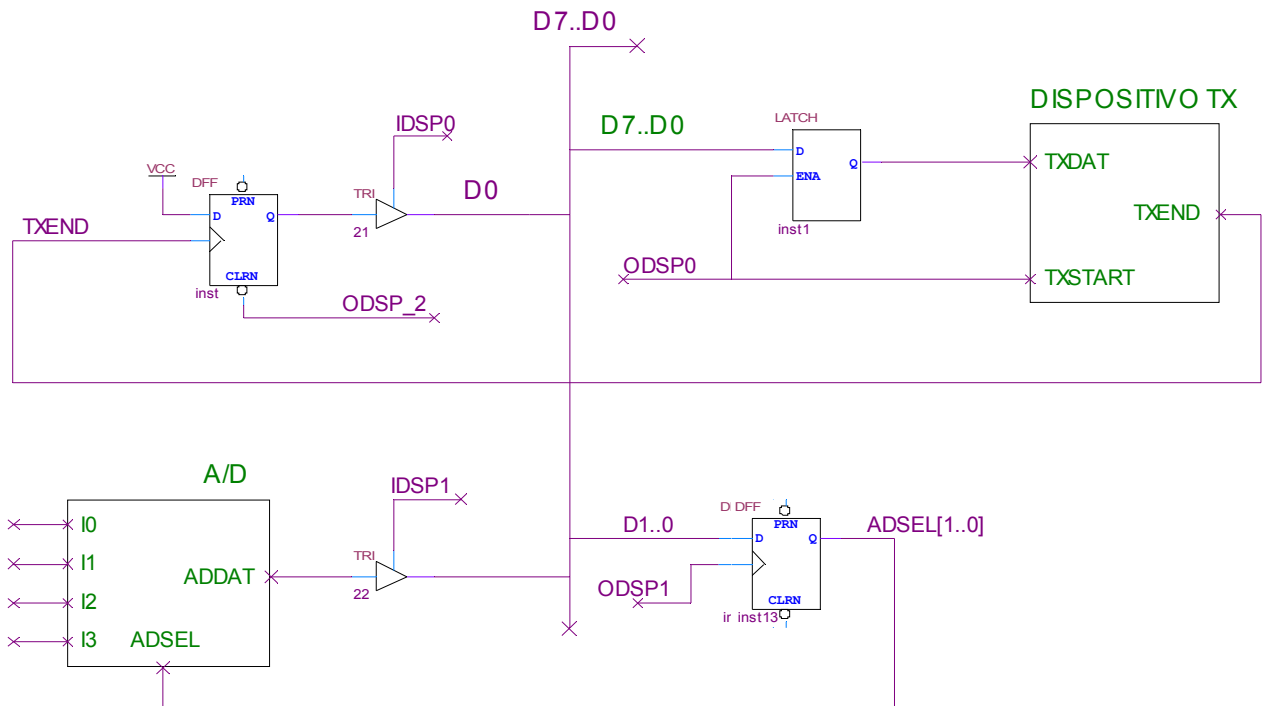 D7..D0
DISPOSITIVO TX
LATCH
IDSP0
D7..D0
D
Q
ENA
inst1
TXDAT
TXEND
TXSTART
VCC
DFF
PRN
D
Q
CLRN
inst
TRI
21
D0
TXEND
ODSP_2
ODSP0
A/D
I0
I1
I2
I3
ADDAT
ADSEL
IDSP1
TRI
22
D1..0
D DFF
PRN
D
Q
CLRN
ir inst13
ADSEL[1..0]
ODSP1